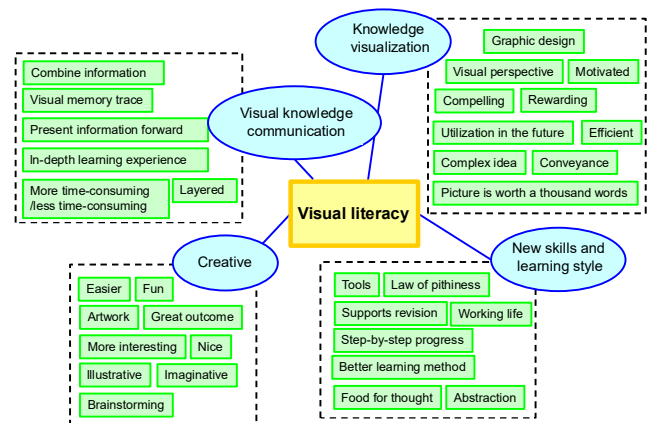 Knowledge
visualization
Graphic design
Visual perspective
Motivated
Compelling
Rewarding
Utilization in the future
Efficient
Complex idea
Conveyance
Picture is worth a thousand words
Visual knowledge
communication
Combine information
Visual memory trace
Present information forward
In-depth learning experience
More time-consuming
/less time-consuming
Layered
Visual literacy
Creative
Easier
Fun
Artwork
Great outcome
More interesting
Nice
Illustrative
Imaginative
Brainstorming
New skills and
learning style
Tools
Law of pithiness
Supports revision
Working life
Step-by-step progress
Better learning method
Food for thought
Abstraction